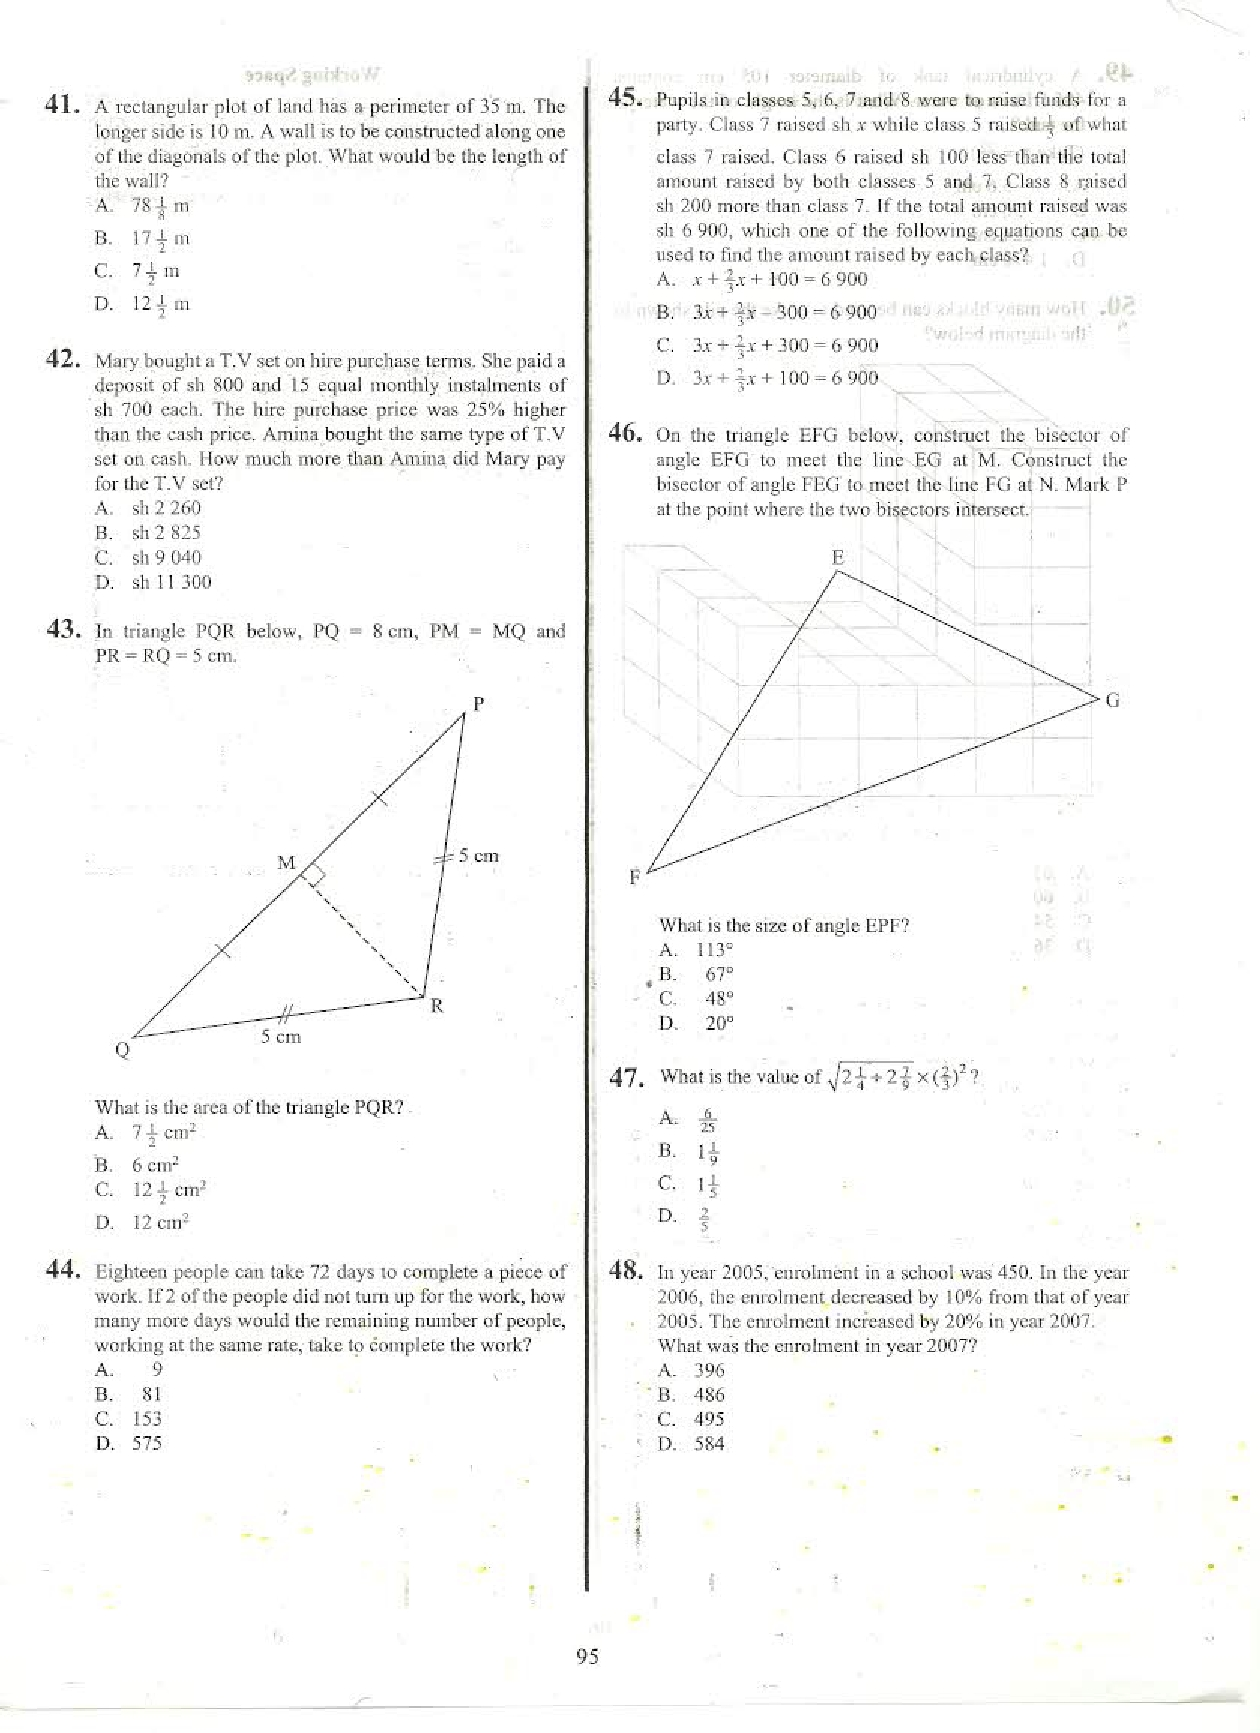 41. A rectangular plot of land has a perimeter of 35 m. The
longer side is 10 m. A wall is to be constructed along one
of the diagonals of the plot. What would be the length of
the wall?
A. 78 1/8 m
B. 17 1/2 m
C. 7 1/2 m
D. 12 1/2 m
42. Mary bought a T.V set on hire purchase terms. She paid a
deposit of sh 800 and 15 equal monthly instalments of
sh 700 each. The hire purchase price was 25% higher
than the cash price. Amina bought the same type of T.V
set on cash. How much more than Amina did Mary pay
for the T.V set?
A. sh 2 260
B. sh 2 825
C. sh 9 040
D. sh 11 300
43. In triangle PQR below, PQ = 8 cm, PM = MQ and
PR = RQ = 5 cm.
P
M
5 cm
R
5 cm
Q
What is the area of the triangle PQR?
A. 7 1/2 cm²
B. 6 cm²
C. 12 1/2 cm²
D. 12 cm²
44. Eighteen people can take 72 days to complete a piece of
work. If 2 of the people did not turn up for the work, how
many more days would the remaining number of people,
working at the same rate, take to complete the work?
A. 9
B. 81
C. 153
D. 575
45. Pupils in classes 5, 6, 7 and 8 were to raise funds for a
party. Class 7 raised sh x while class 5 raised 1/3 of what
class 7 raised. Class 6 raised sh 100 less than the total
amount raised by both classes 5 and 7. Class 8 raised
sh 200 more than class 7. If the total amount raised was
sh 6 900, which one of the following equations can be
used to find the amount raised by each class?
A. x + 2/3x + 100 = 6 900
B. 3x + 2/3x – 300 = 6 900
C. 3x + 2/3x + 300 = 6 900
D. 3x + 2/3x + 100 = 6 900
46. On the triangle EFG below, construct the bisector of
angle EFG to meet the line EG at M. Construct the
bisector of angle FEG to meet the line FG at N. Mark P
at the point where the two bisectors intersect.
E
G
F
What is the size of angle EPF?
A. 113°
B. 67°
C. 48°
D. 20°
47. What is the value of
A. 6/25
B. 1 1/9
C. 1 1/5
D. 2/5
48. In year 2005, enrolment in a school was 450. In the year
2006, the enrolment decreased by 10% from that of year
2005. The enrolment increased by 20% in year 2007.
What was the enrolment in year 2007?
A. 396
B. 486
C. 495
D. 584
95